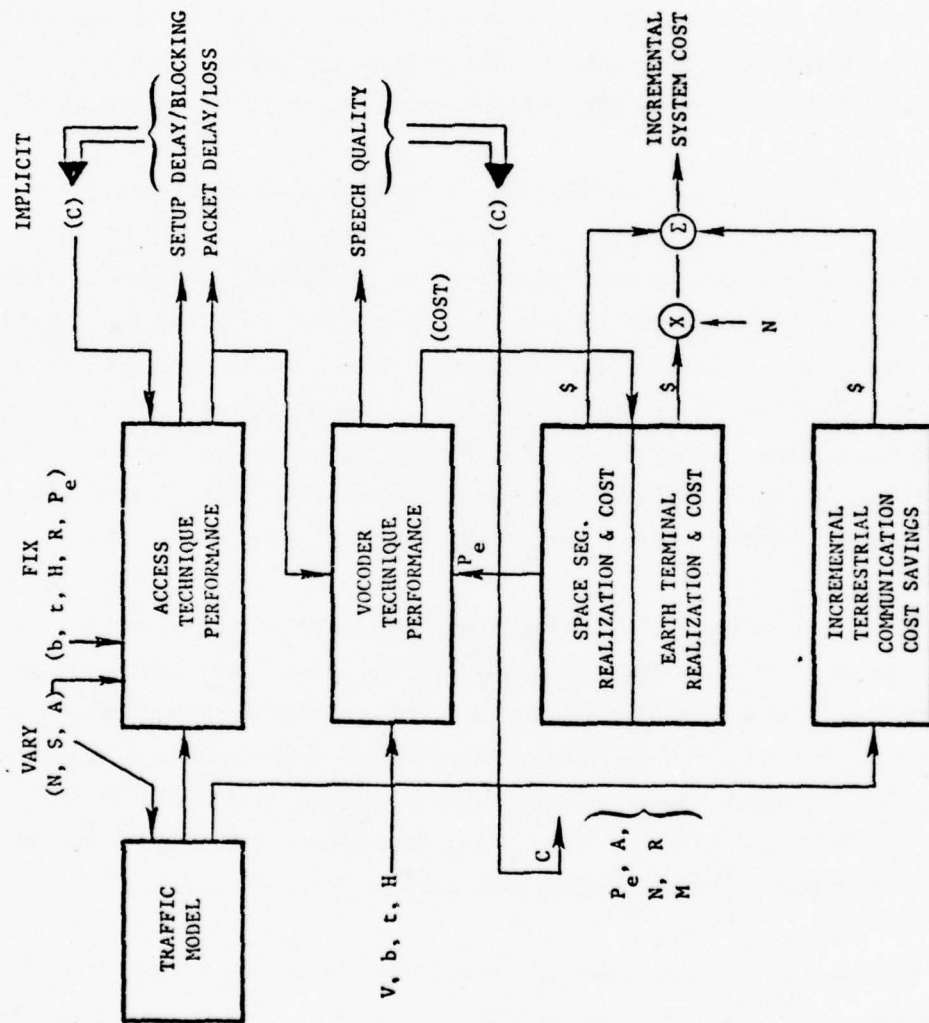 VARY
(N, S, A)
FIX
(b, t, H, R, Pe)
IMPLICIT
(C)
TRAFFIC
MODEL
ACCESS
TECHNIQUE
PERFORMANCE
SETUP DELAY/BLOCKING
PACKET DELAY/LOSS
V, b, t, H
VOCODER
TECHNIQUE
PERFORMANCE
SPEECH QUALITY
(COST)
Pe
(C)
C
Pe, A,
N, R
M
SPACE SEG.
REALIZATION & COST
EARTH TERMINAL
REALIZATION & COST
$
$
X
N
Σ
INCREMENTAL
SYSTEM COST
INCREMENTAL
TERRESTRIAL
COMMUNICATION
COST SAVINGS
$